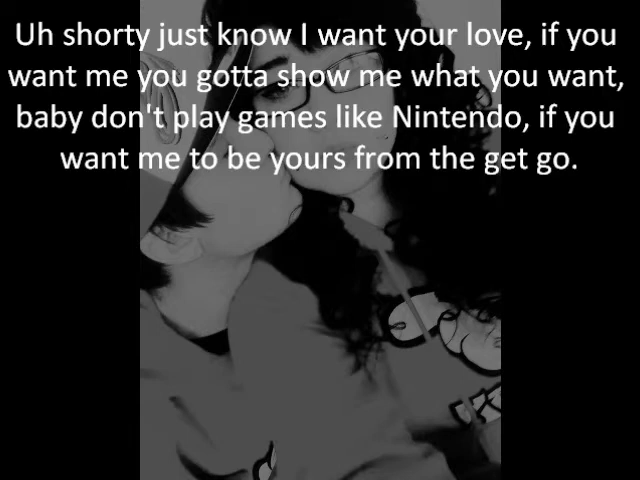 Uh shorty just know I want your love, if you
want me you gotta show me what you want,
baby don't play games like Nintendo, if you
want me to be yours from the get go.